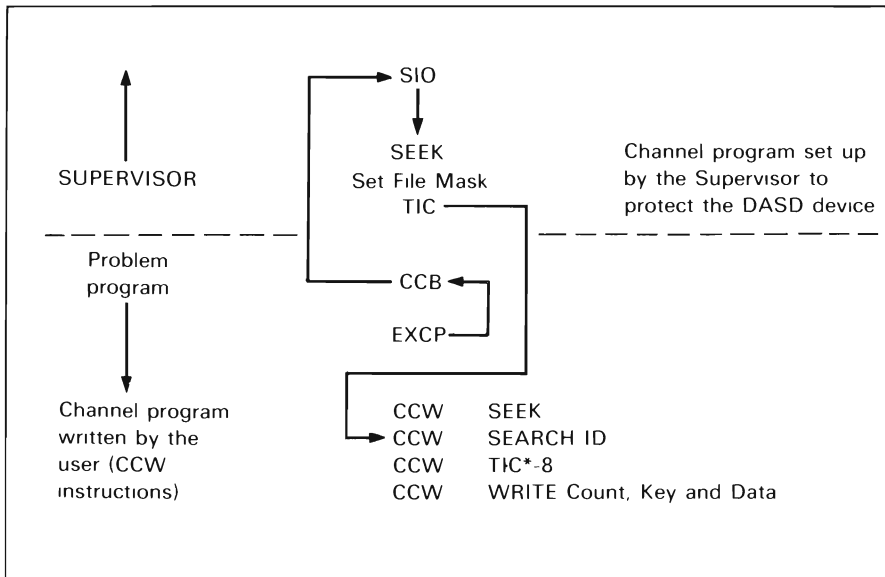 SIO
SEEK
Set File Mask
TIC
SUPERVISOR
Channel program set up
by the Supervisor to
protect the DASD device
Problem
program
CCB
EXCP
Channel program
written by the
user (CCW
instructions)
CCW SEEK
CCW SEARCH ID
CCW TIC*-8
CCW WRITE Count, Key and Data